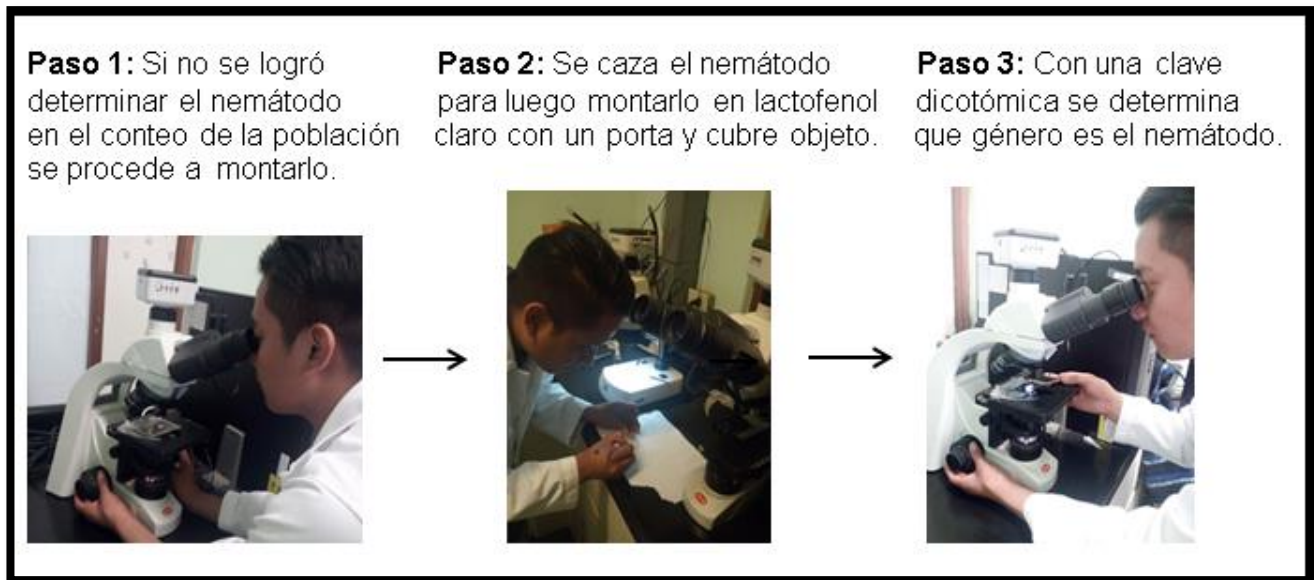 Paso 1: Si no se logró
determinar el nemátodo
en el conteo de la población
se procede a montarlo.
Paso 2: Se caza el nemátodo
para luego montarlo en lactofenol
claro con un porta y cubre objeto.
Paso 3: Con una clave
dicotómica se determina
que género es el nemátodo.